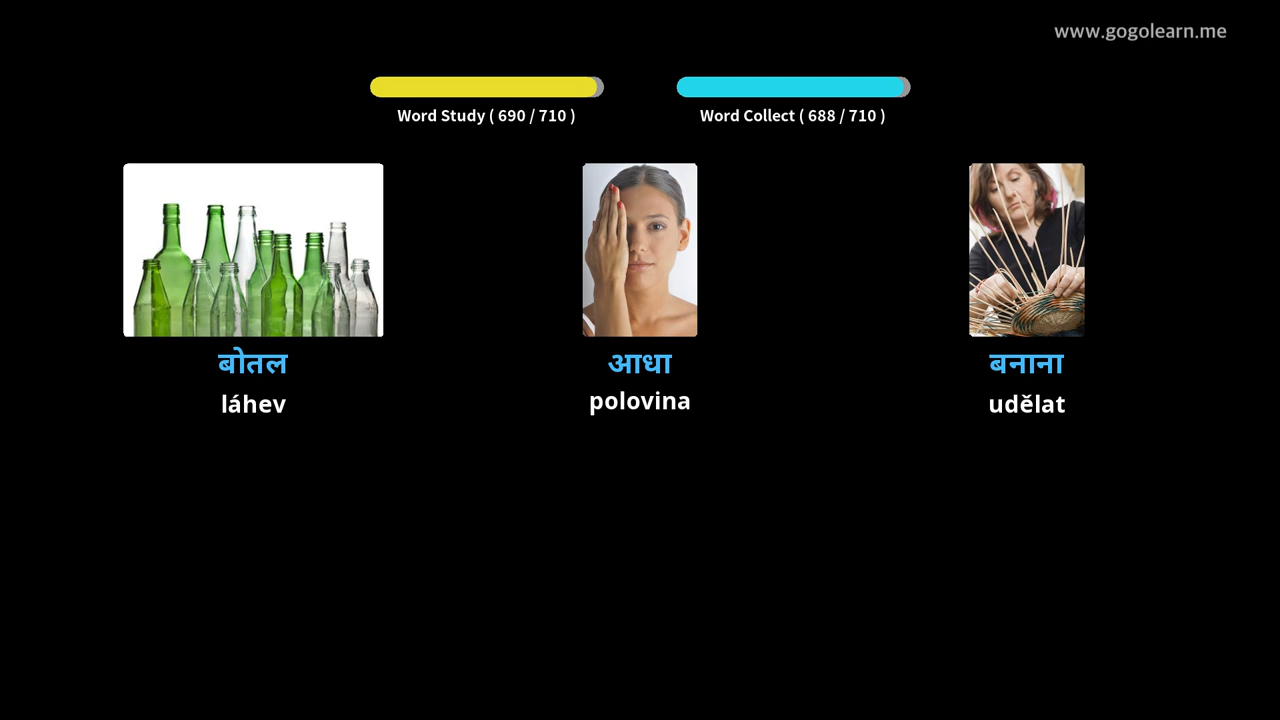 www.gogolearn.me
Word Study ( 690 / 710 )
Word Collect ( 688 / 710 )
बोतल
láhev
आधा
polovina
बनाना
udělat